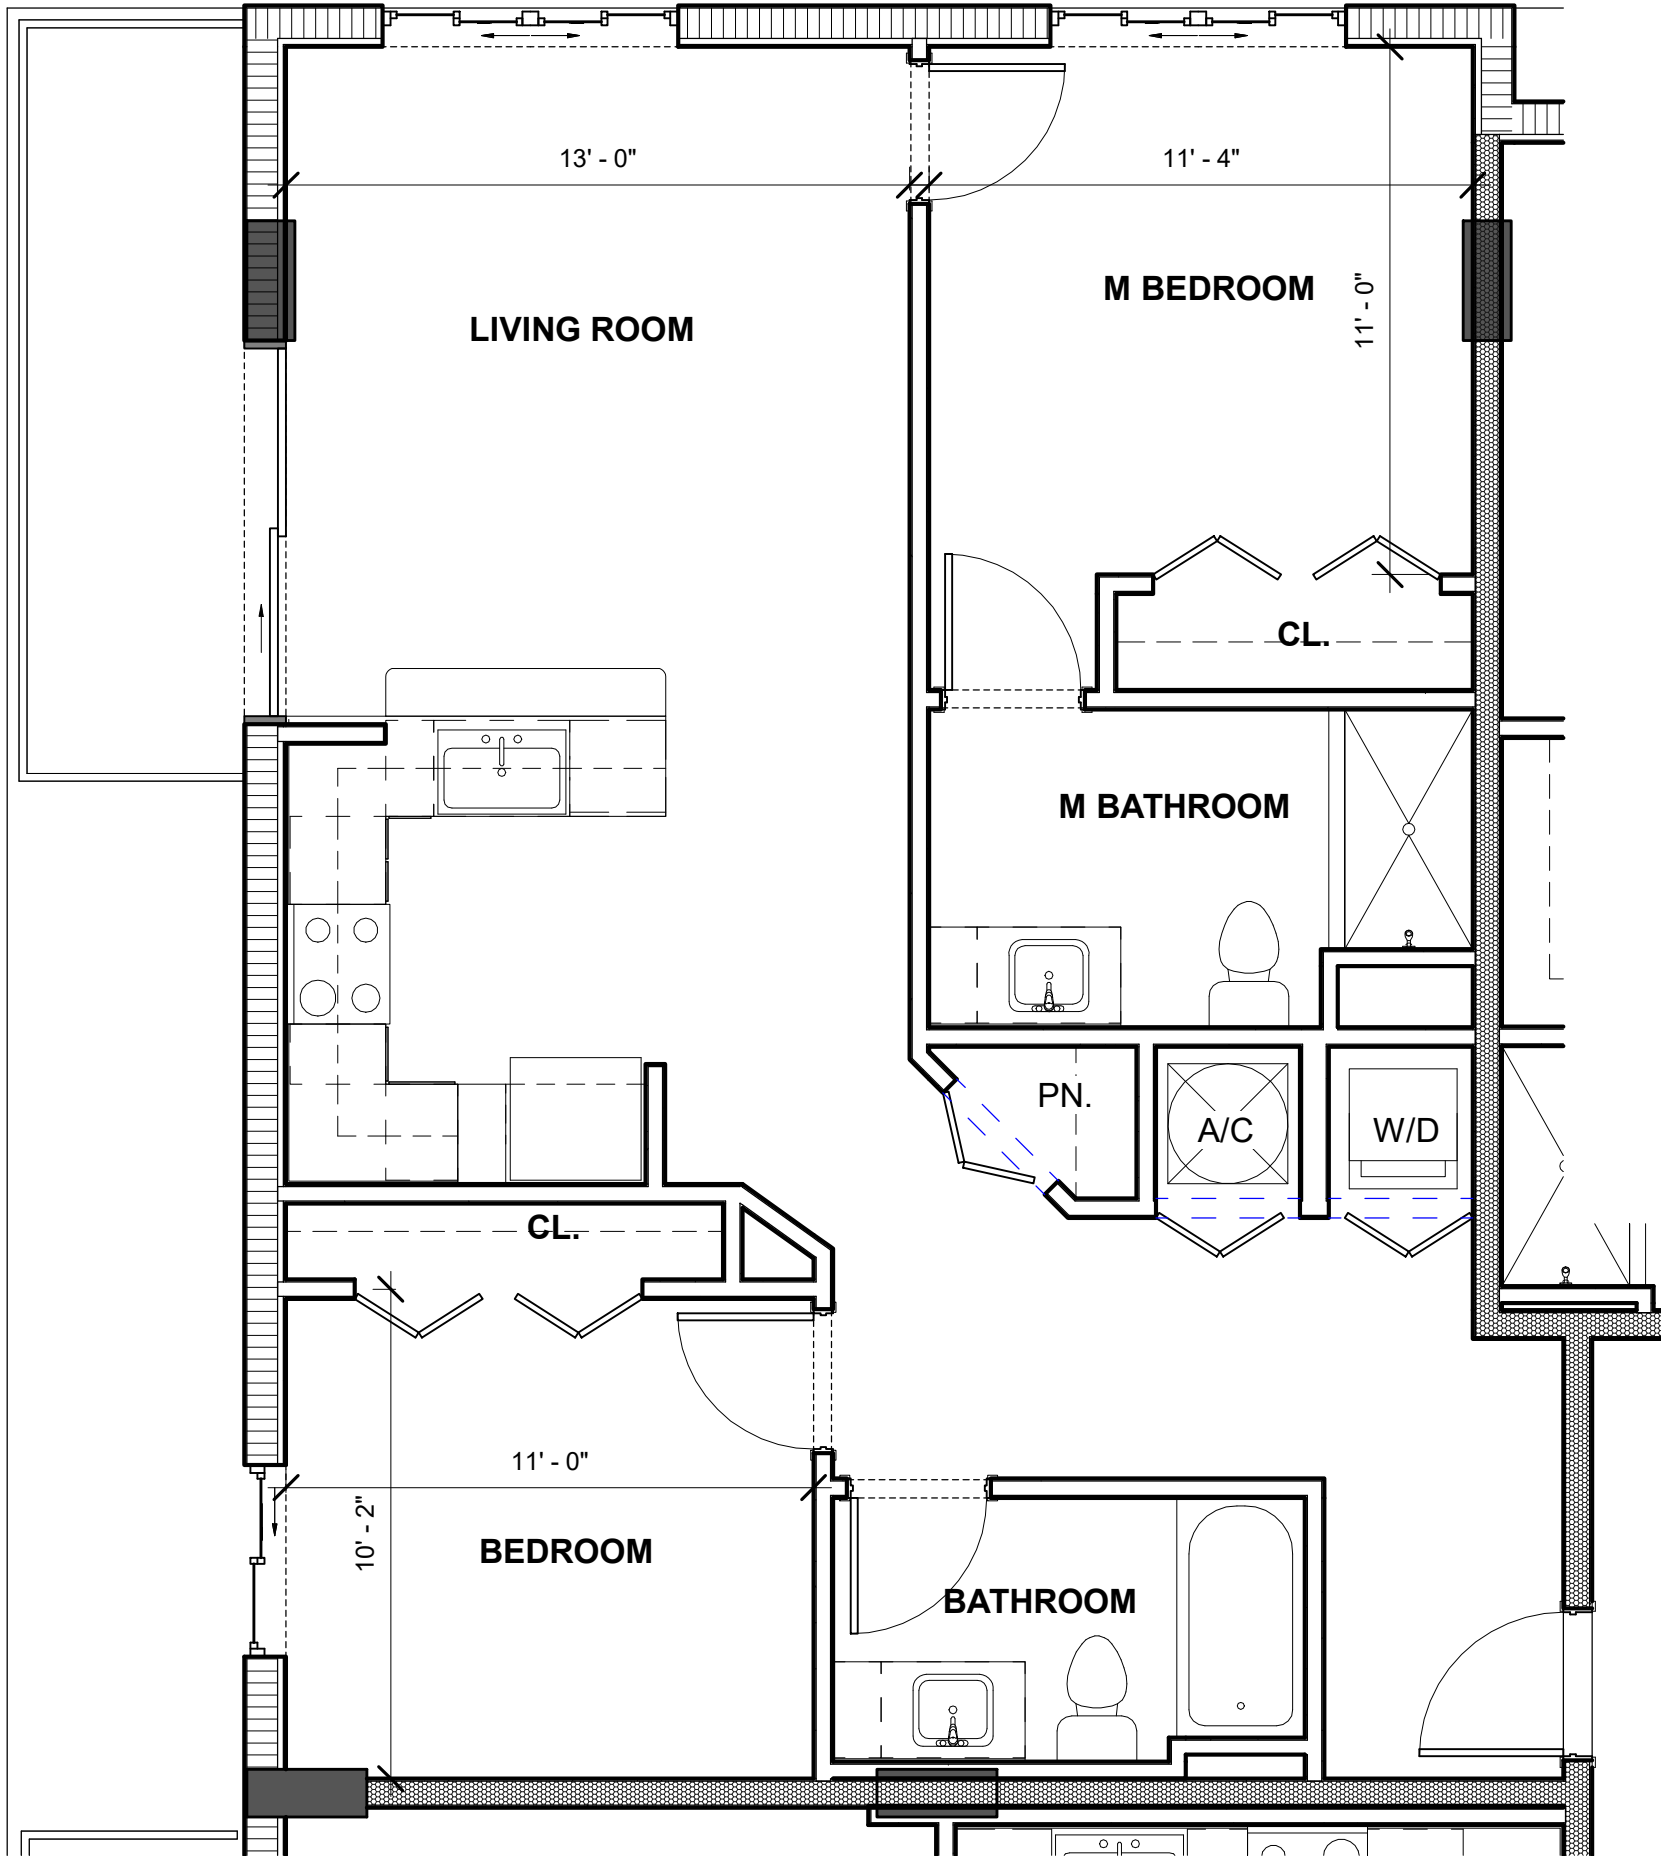 13' - 0"
11' - 4"
M BEDROOM
11' - 0"
LIVING ROOM
CL.
M BATHROOM
PN.
A/C
W/D
CL.
11' - 0"
10' - 2"
BEDROOM
BATHROOM